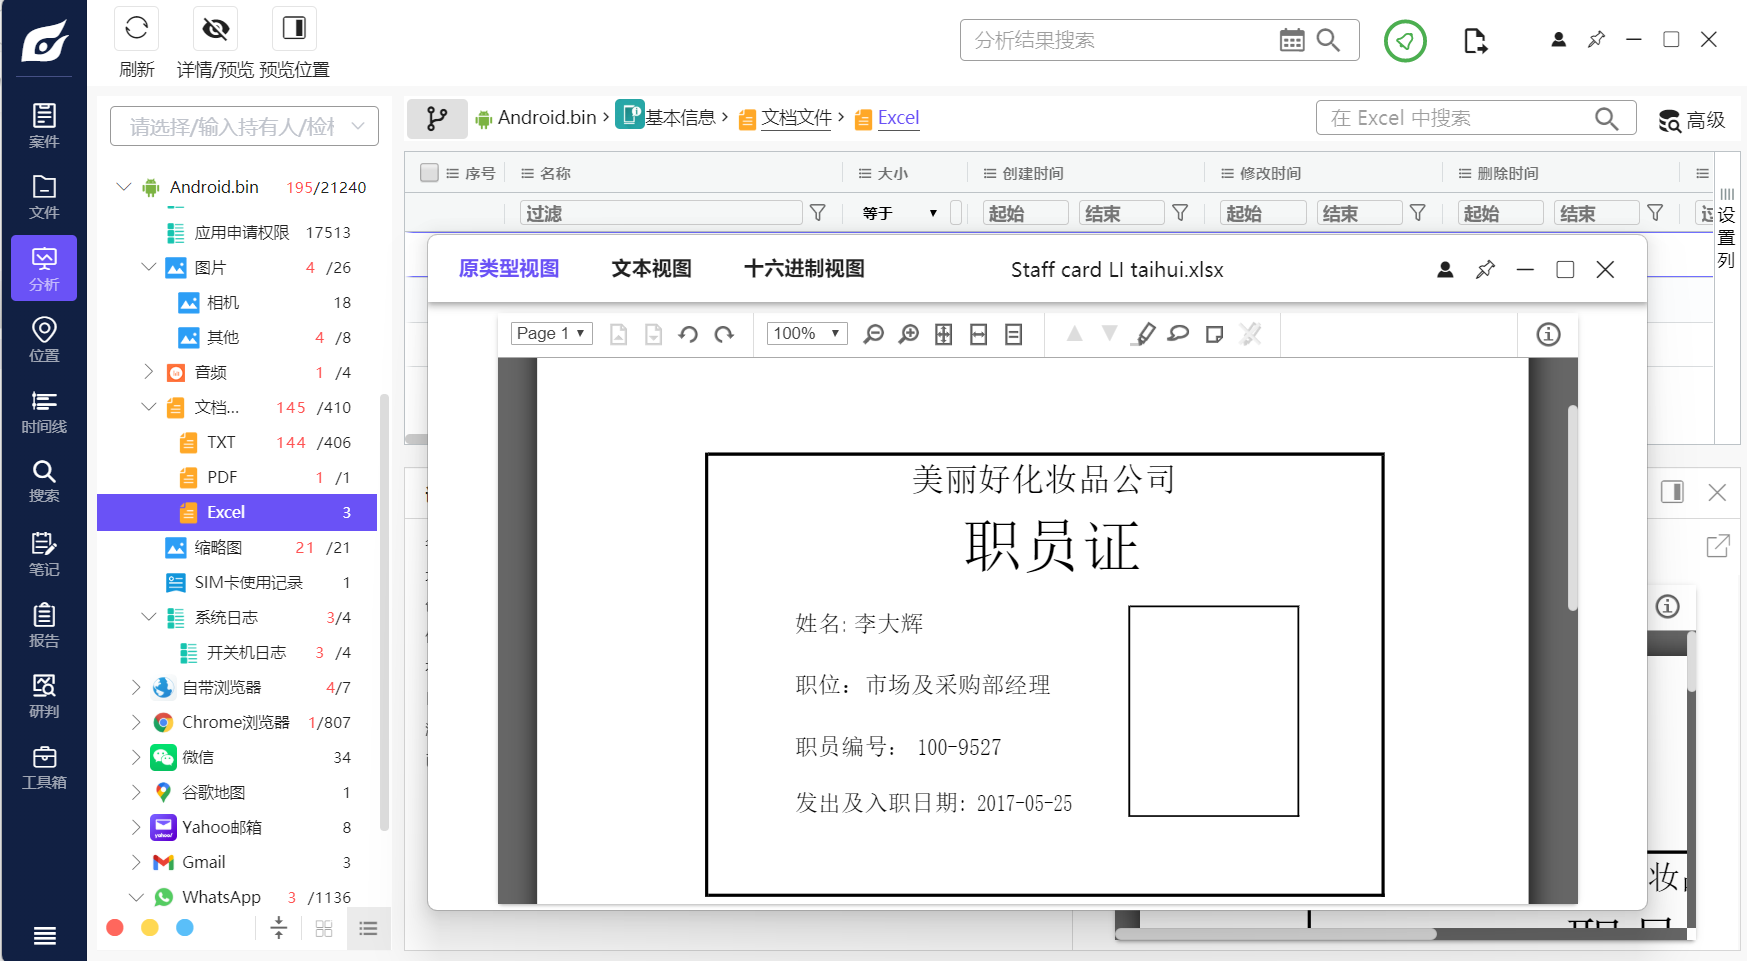 刷新
详情/预览
预览位置
分析结果搜索
案件
文件
分析
位置
时间线
搜索
笔记
报告
研判
工具箱
请选择/输入持有人/检材
Android.bin 195/21240
应用申请权限 17513
图片 4 /26
相机 18
其他 4 /8
音频 1 /4
文档... 145 /410
TXT 144 /406
PDF 1 /1
Excel 3
缩略图 21 /21
SIM卡使用记录 1
系统日志 3/4
开关机日志 3 /4
自带浏览器 4/7
Chrome浏览器 1/807
微信 34
谷歌地图 1
Yahoo邮箱 8
Gmail 3
WhatsApp 3 /1136
Android.bin › 基本信息 › 文档文件 › Excel
在 Excel 中搜索
高级
序号 名称 大小 创建时间 修改时间 删除时间
过滤 等于 起始 结束 起始 结束 起始 结束
设置列
原类型视图 文本视图 十六进制视图 Staff card LI taihui.xlsx
Page 1 100%
美丽好化妆品公司
职员证
姓名: 李大辉
职位：市场及采购部经理
职员编号： 100-9527
发出及入职日期: 2017-05-25